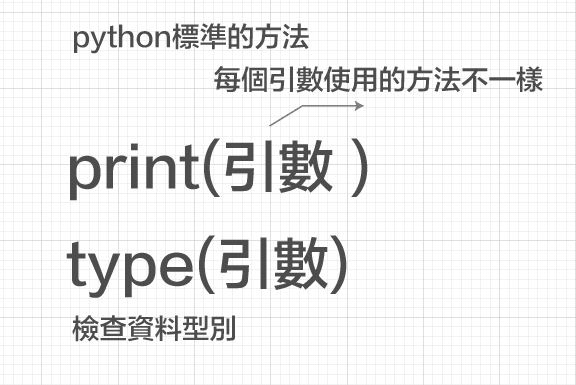 python標準的方法
每個引數使用的方法不一樣
print(引數 )
type(引數)
檢查資料型別